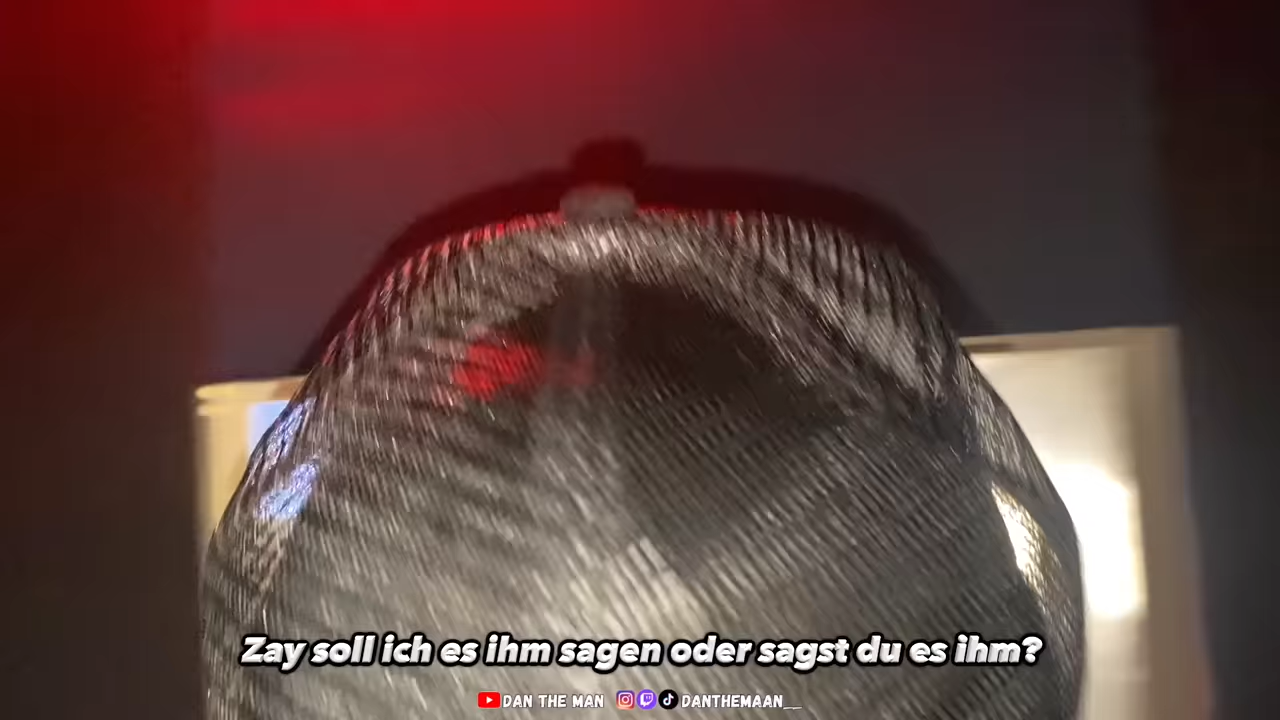 Zay soll ich es ihm sagen oder sagst du es ihm?
DAN THE MAN DANTHEMAAN__